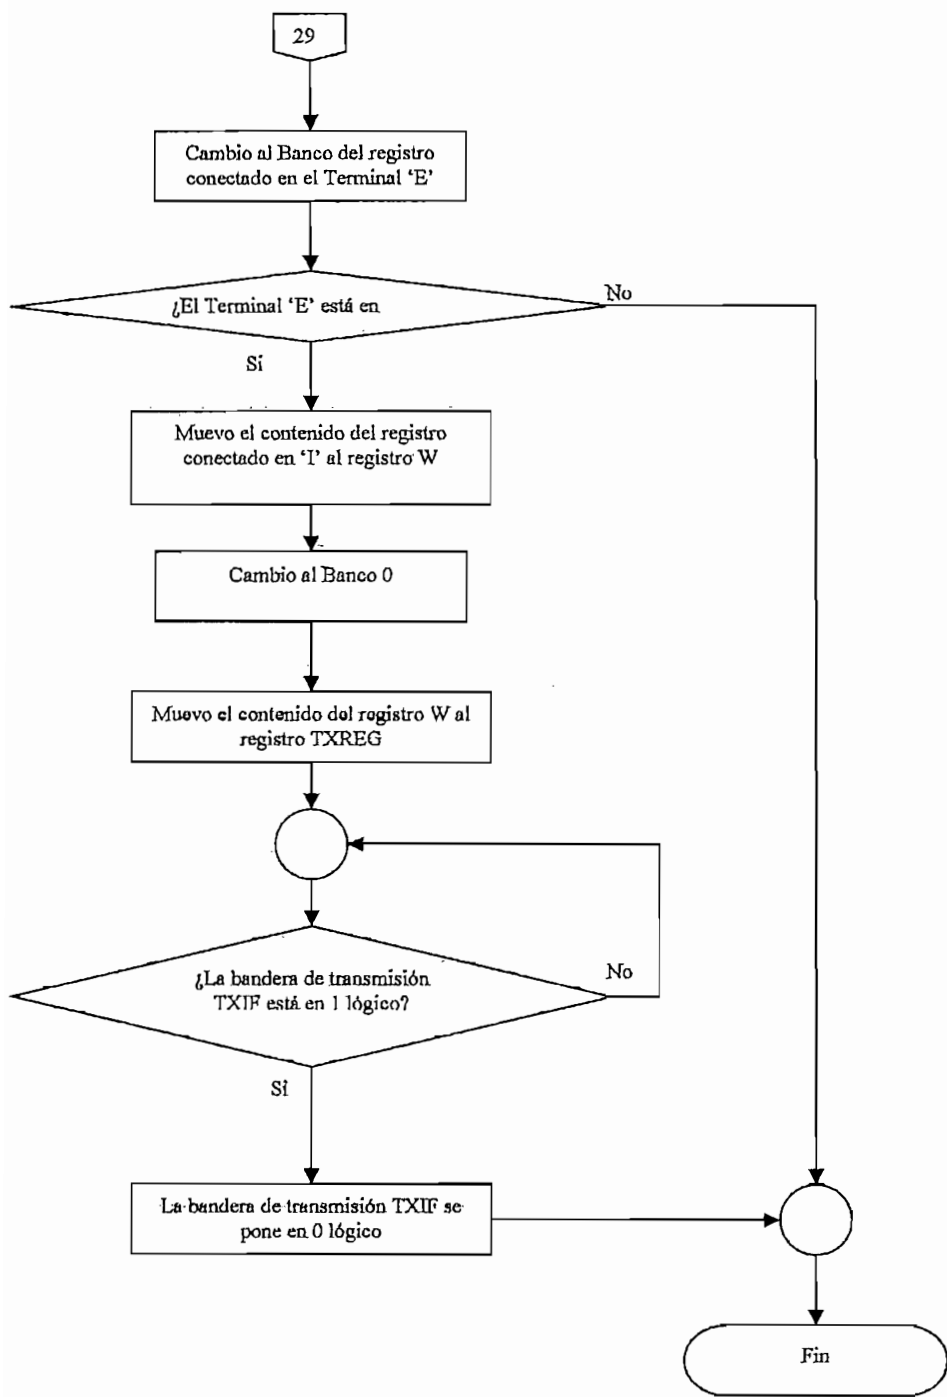 29
Cambio al Banco del registro
conectado en el Terminal ‘E’
¿El Terminal ‘E’ está en
No
Sí
Muevo el contenido del registro
conectado en ‘I’ al registro W
Cambio al Banco 0
Muevo el contenido del registro W al
registro TXREG
¿La bandera de transmisión
TXIF está en 1 lógico?
No
Sí
La bandera de transmisión TXIF se
pone en 0 lógico
Fin